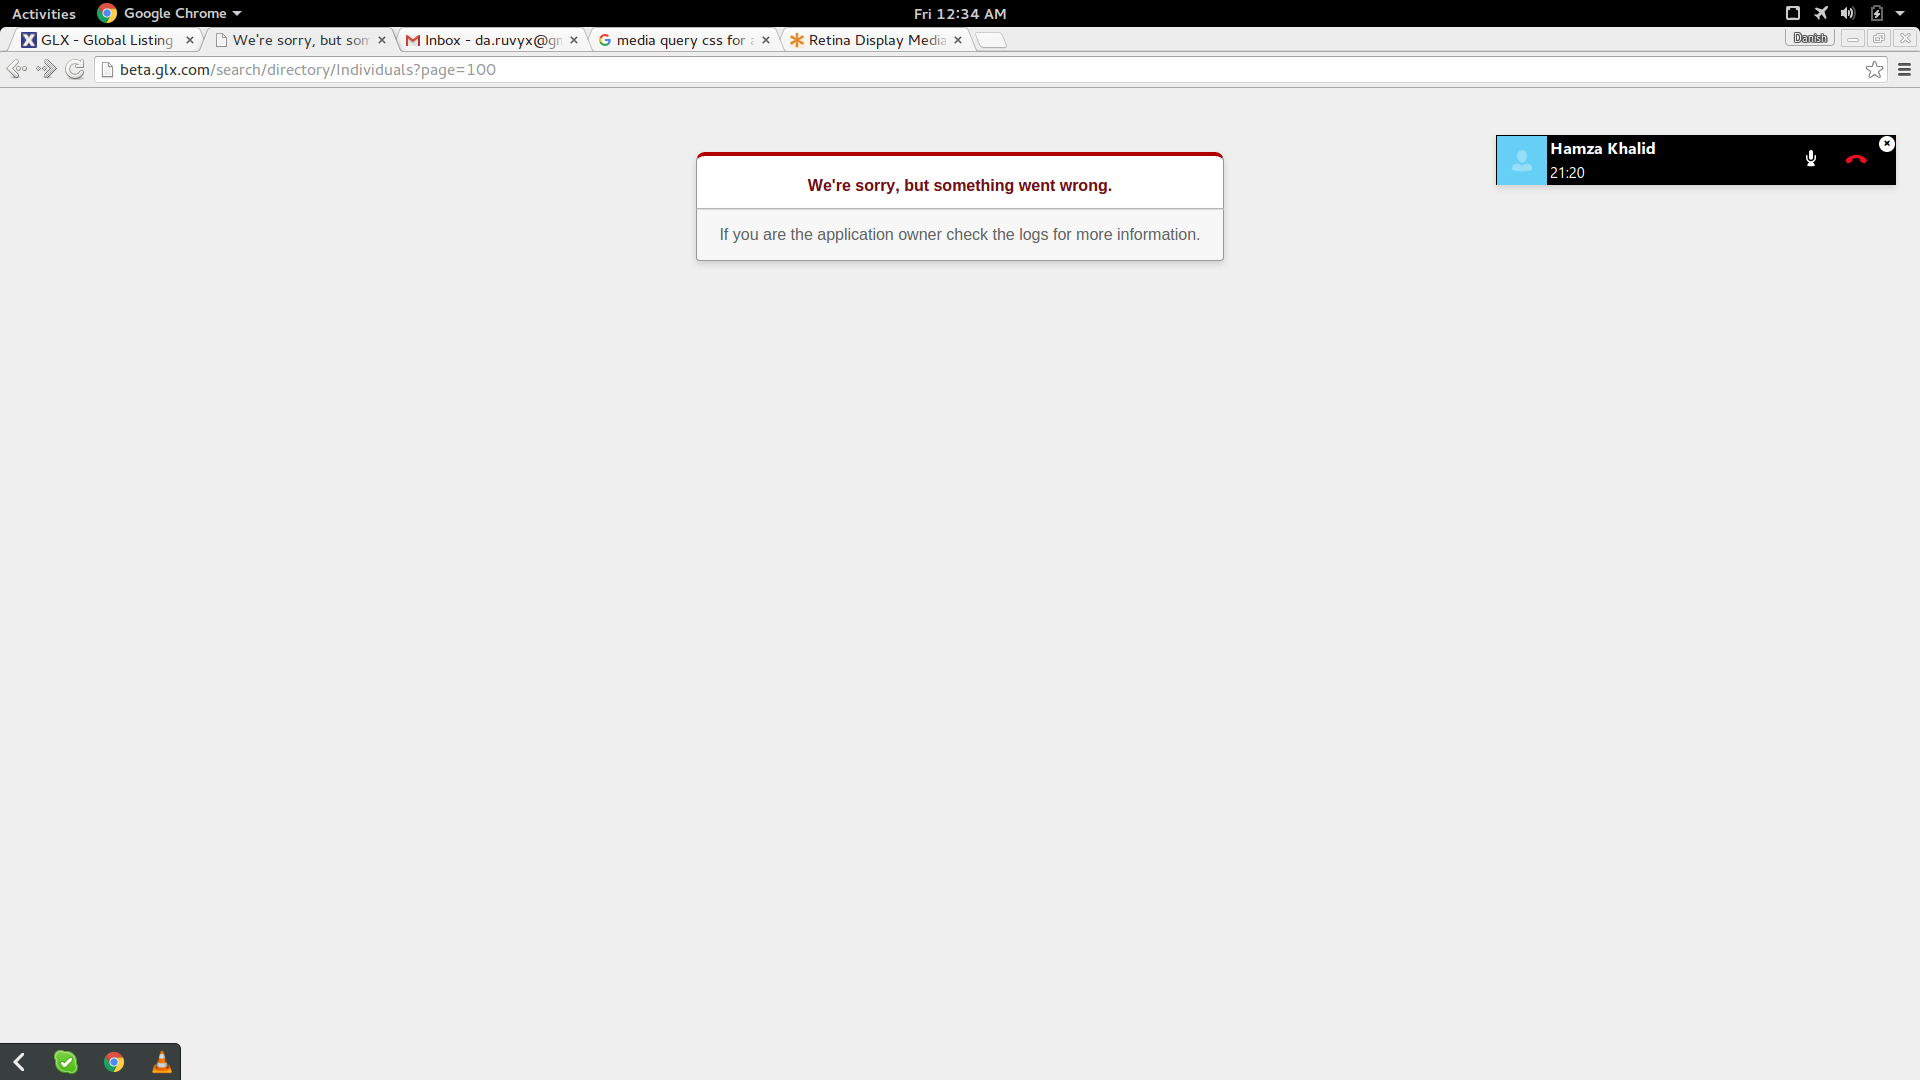 Activities Google Chrome Fri 12:34 AM
GLX - Global Listing We're sorry, but som Inbox - da.ruvyx@gm media query css for a Retina Display Media Danish
beta.glx.com/search/directory/Individuals?page=100
Hamza Khalid
21:20
We're sorry, but something went wrong.
If you are the application owner check the logs for more information.